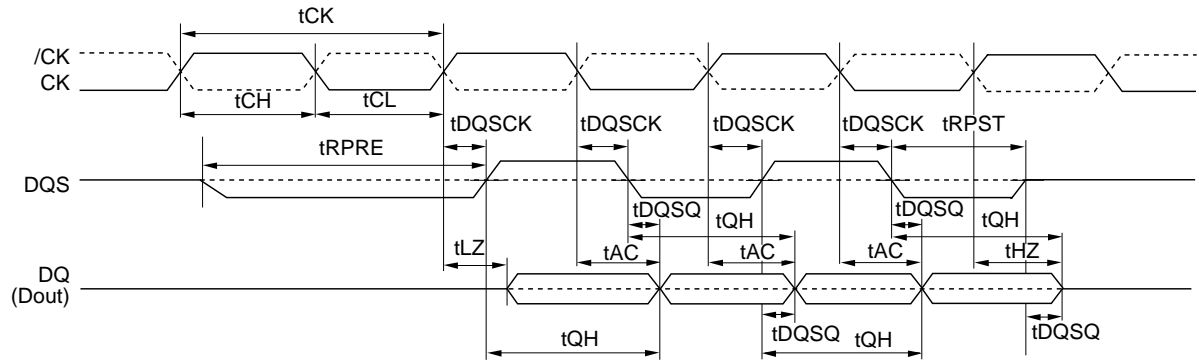 tCK
/CK
CK
tCH tCL
tDQSCK tDQSCK tDQSCK tDQSCK tRPST
tRPRE
DQS
tDQSQ tQH tDQSQ tQH
tLZ tAC tAC tAC tHZ
DQ
(Dout)
tQH tDQSQ tQH tDQSQ